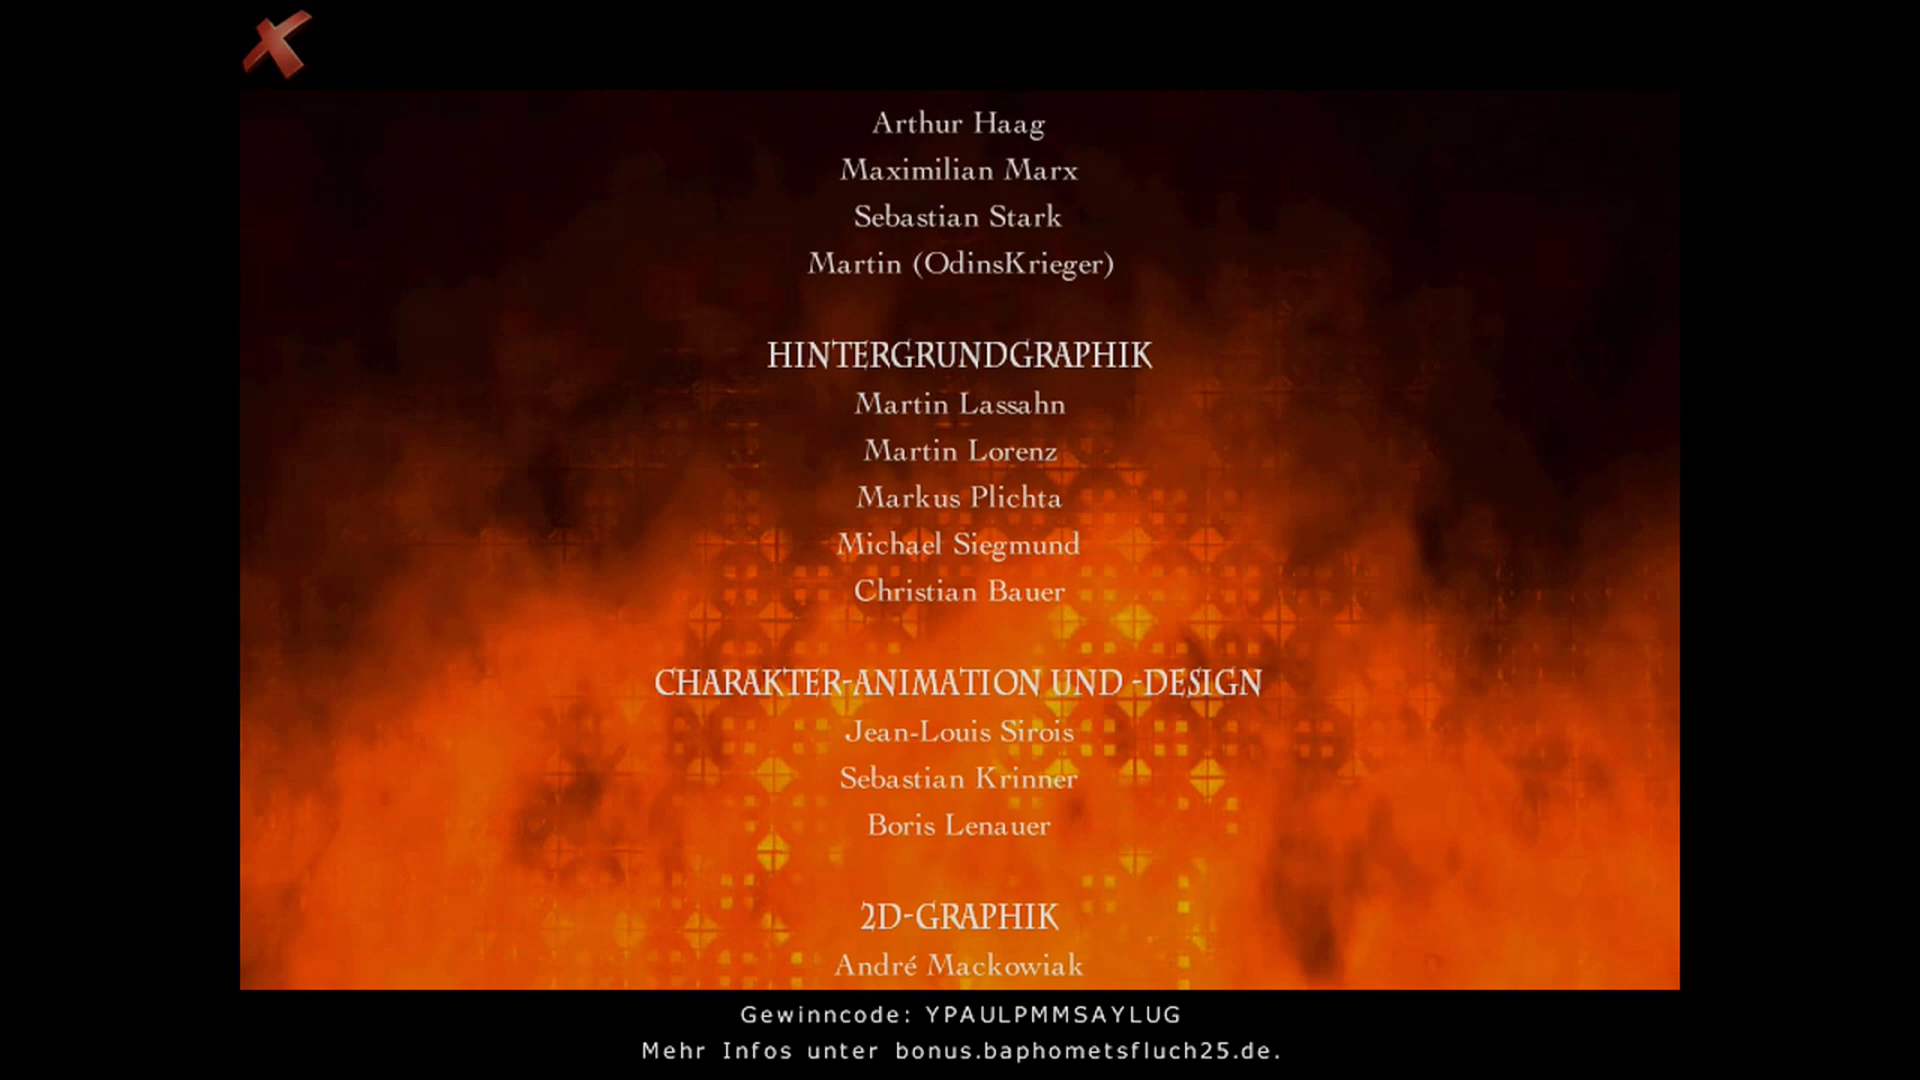 Arthur Haag
Maximilian Marx
Sebastian Stark
Martin (OdinsKrieger)
HINTERGRUNDGRAPHIK
Martin Lassahn
Martin Lorenz
Markus Plichta
Michael Siegmund
Christian Bauer
CHARAKTER-ANIMATION UND -DESIGN
Jean-Louis Sirois
Sebastian Krinner
Boris Lenauer
2D-GRAPHIK
André Mackowiak
Gewinncode: YPAULPMMSAYLUG
Mehr Infos unter bonus.baphometsfluch25.de.